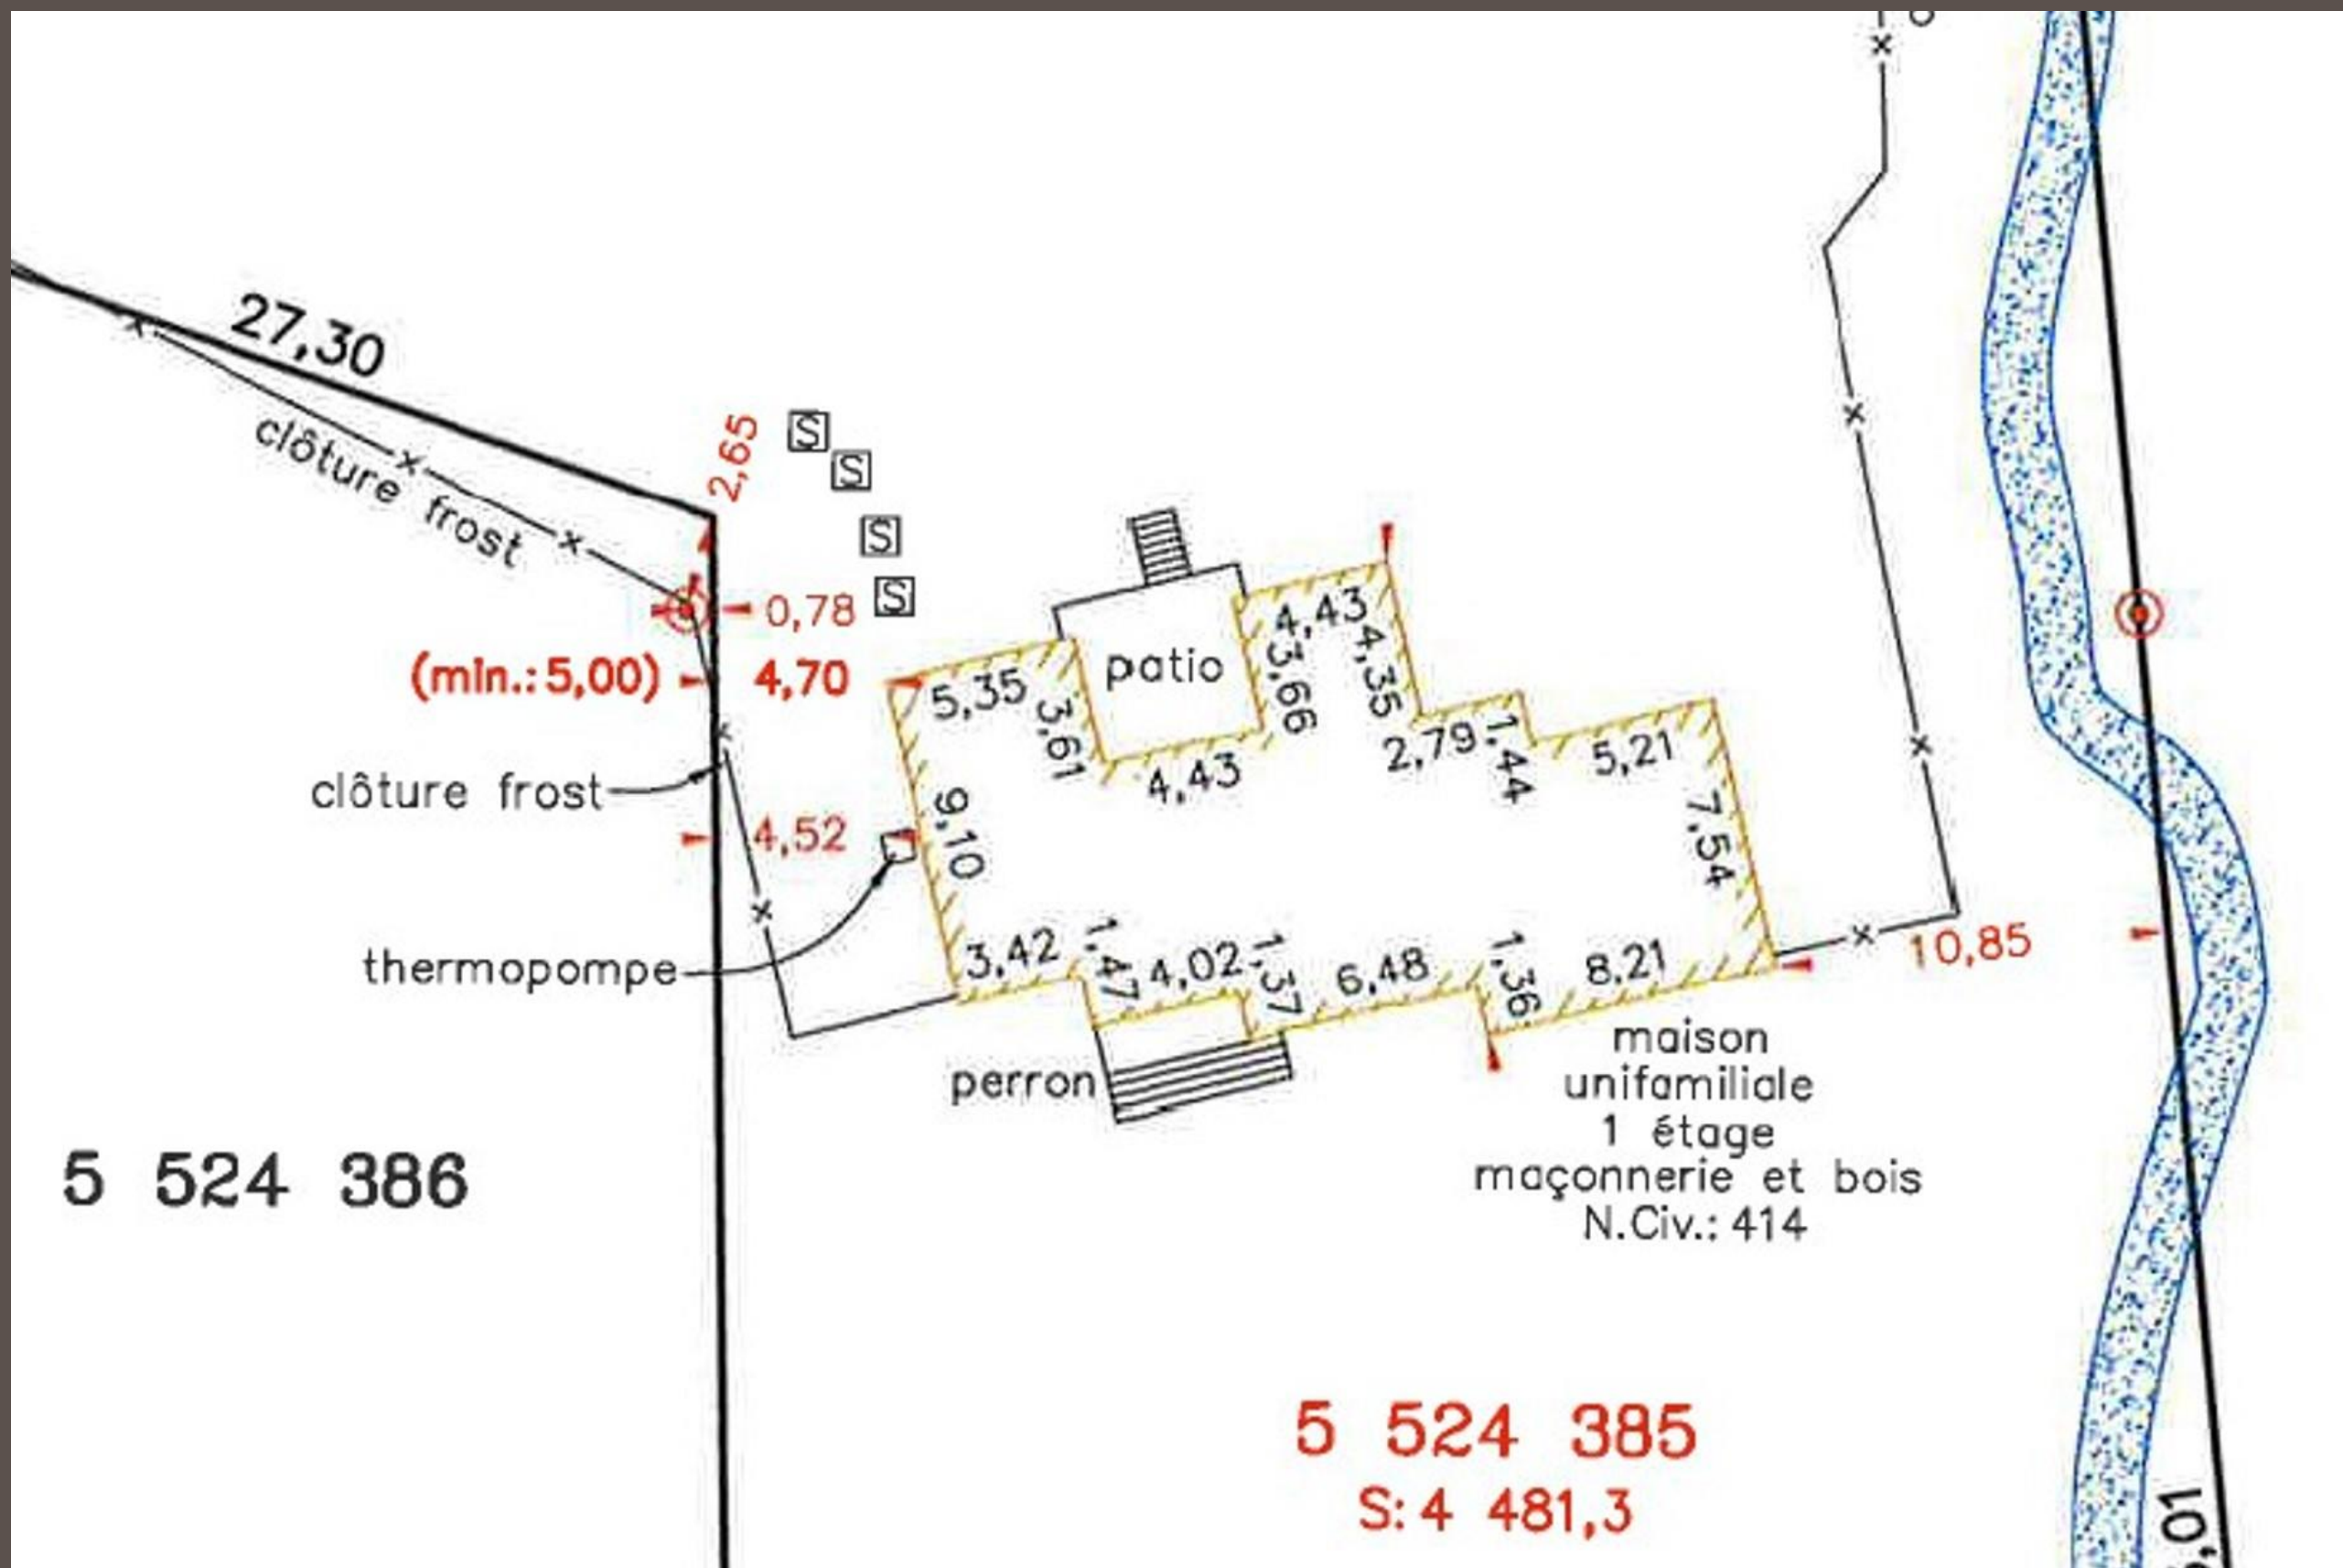 27,30
clôture frost
2,65
S
S
S
S
0,78
(min.:5,00)
4,70
clôture frost
4,52
thermopompe
patio
5,35
3,61
4,43
3,66
4,43
4,35
2,79
1,44
5,21
7,54
9,10
3,42
1,47
4,02
1,37
6,48
1,36
8,21
10,85
perron
maison
unifamiliale
1 étage
maçonnerie et bois
N.Civ.: 414
5 524 386
5 524 385
S: 4 481,3